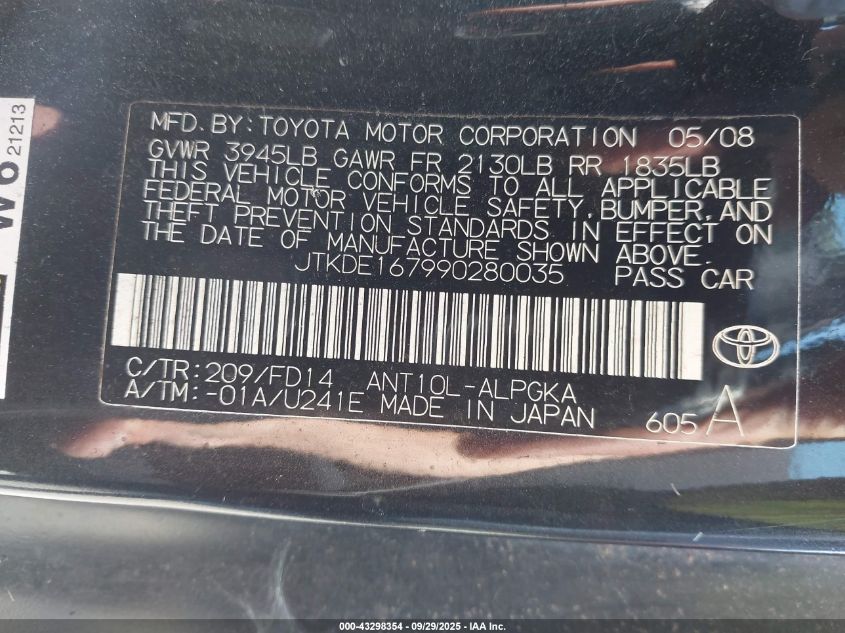 W6
21213
MFD. BY: TOYOTA MOTOR CORPORATION 05/08
GVWR 3945LB GAWR FR 2130LB RR 1835LB
THIS VEHICLE CONFORMS TO ALL APPLICABLE
FEDERAL MOTOR VEHICLE SAFETY, BUMPER, AND
THEFT PREVENTION STANDARDS IN EFFECT ON
THE DATE OF MANUFACTURE SHOWN ABOVE.
JTKDE167990280035 PASS CAR
C/TR: 209/FD14 ANT10L-ALPGKA
A/TM: -01A/U241E MADE IN JAPAN
605 A
000-43298354 - 09/29/2025 - IAA Inc.